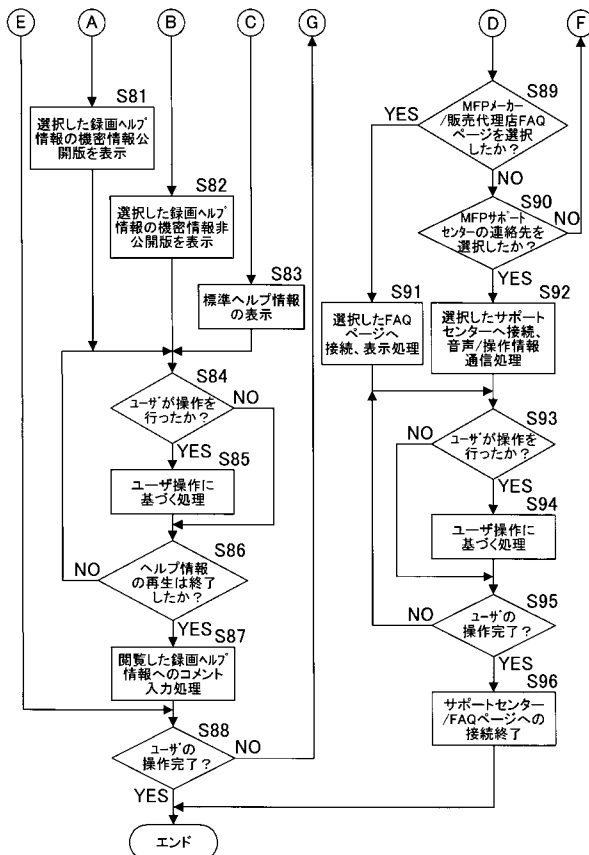 E
A
B
C
G
D
F
S81
選択した録画ヘルプ
情報の機密情報公
開版を表示
S82
選択した録画ヘルプ
情報の機密情報非
公開版を表示
S83
標準ヘルプ情報
の表示
S84
ユーザが操作を
行ったか？
NO
YES
S85
ユーザ操作に
基づく処理
S86
ヘルプ情報
の再生は終了
したか？
NO
YES
S87
閲覧した録画ヘルプ
情報へのコメント
入力処理
S88
ユーザの
操作完了？
NO
YES
エンド
S89
MFPメーカー
/販売代理店FAQ
ページを選択
したか？
YES
NO
S90
MFPサポート
センターの連絡先を
選択したか？
NO
YES
S91
選択したFAQ
ページへ
接続、表示処理
S92
選択したサポート
センターへ接続、
音声/操作情報
通信処理
S93
ユーザが操作を
行ったか？
NO
YES
S94
ユーザ操作に
基づく処理
S95
ユーザの
操作完了？
NO
YES
S96
サポートセンター
/FAQページへの
接続終了